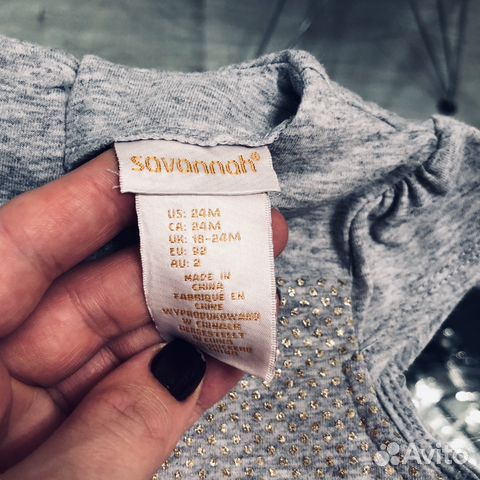 savannah®
US: 24M
CA: 24M
UK: 18-24M
EU: 92
AU: 2
MADE IN
CHINA
FABRIQUÉ EN
CHINE
WYPRODUKOWANO
W CHINACH
Avito